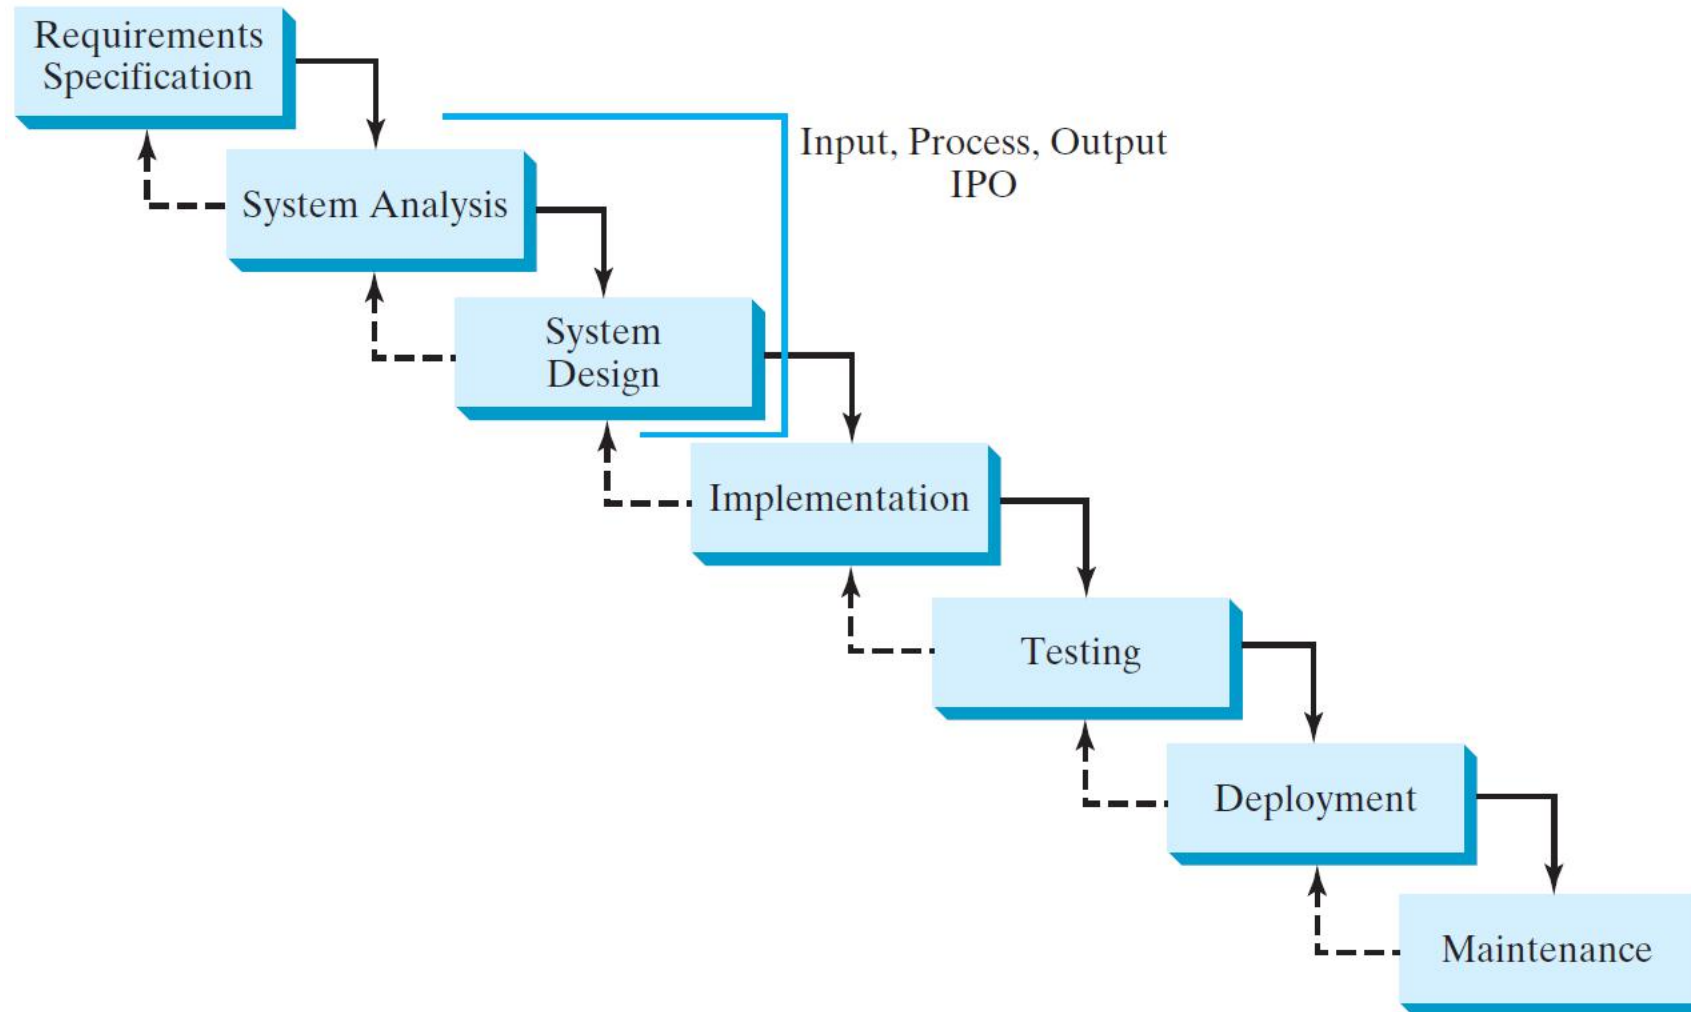 Requirements
Specification
Input, Process, Output
IPO
System Analysis
System
Design
Implementation
Testing
Deployment
Maintenance